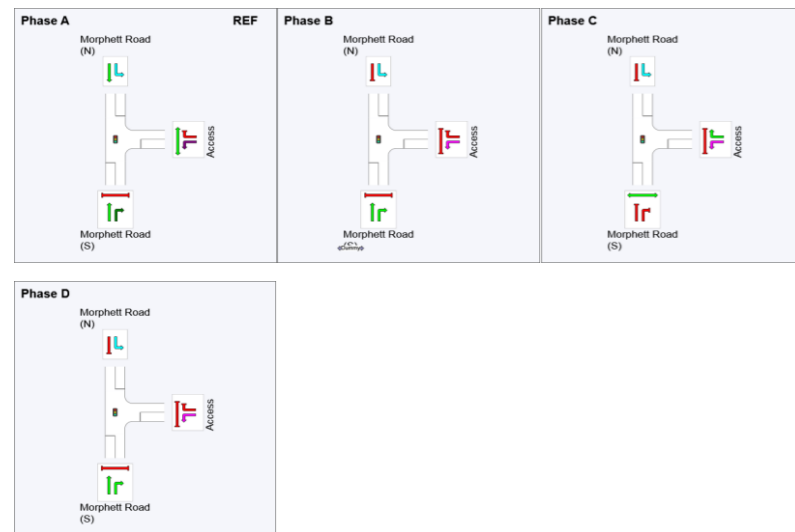 Phase A REF
Morphett Road
(N)
Access
Morphett Road
(S)
Phase B
Morphett Road
(N)
Access
Morphett Road
Phase C
Morphett Road
(N)
Access
Morphett Road
(S)
Phase D
Morphett Road
(N)
Access
Morphett Road
(S)